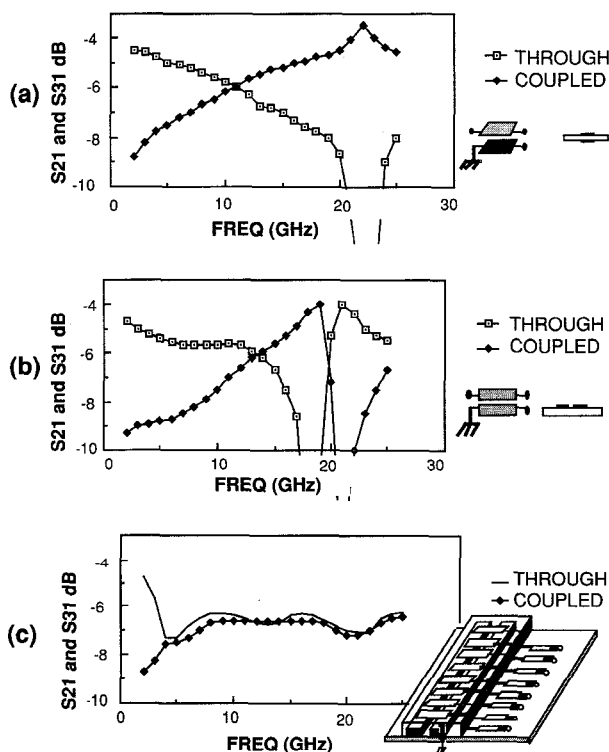 (a)
S21 and S31 dB
-4
-6
-8
-10
0
10
20
30
FREQ (GHz)
THROUGH
COUPLED
(b)
S21 and S31 dB
-4
-6
-8
-10
0
10
20
30
FREQ (GHz)
THROUGH
COUPLED
(c)
S21 and S31 dB
-4
-6
-8
-10
0
10
20
FREQ (GHz)
THROUGH
COUPLED